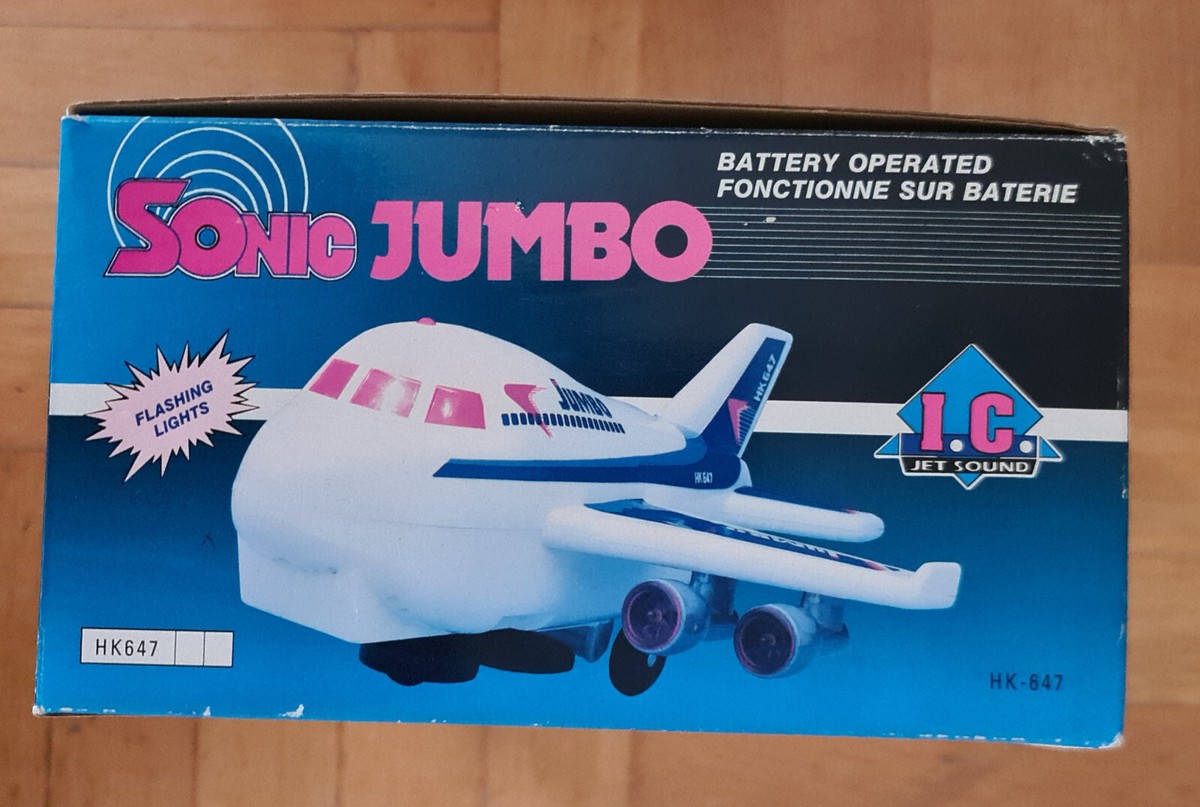 BATTERY OPERATED
FONCTIONNE SUR BATERIE
SONIC JUMBO
FLASHING
LIGHTS
JUMBO
HK647
HK647
I.C.
JET SOUND
HK647
HK-647